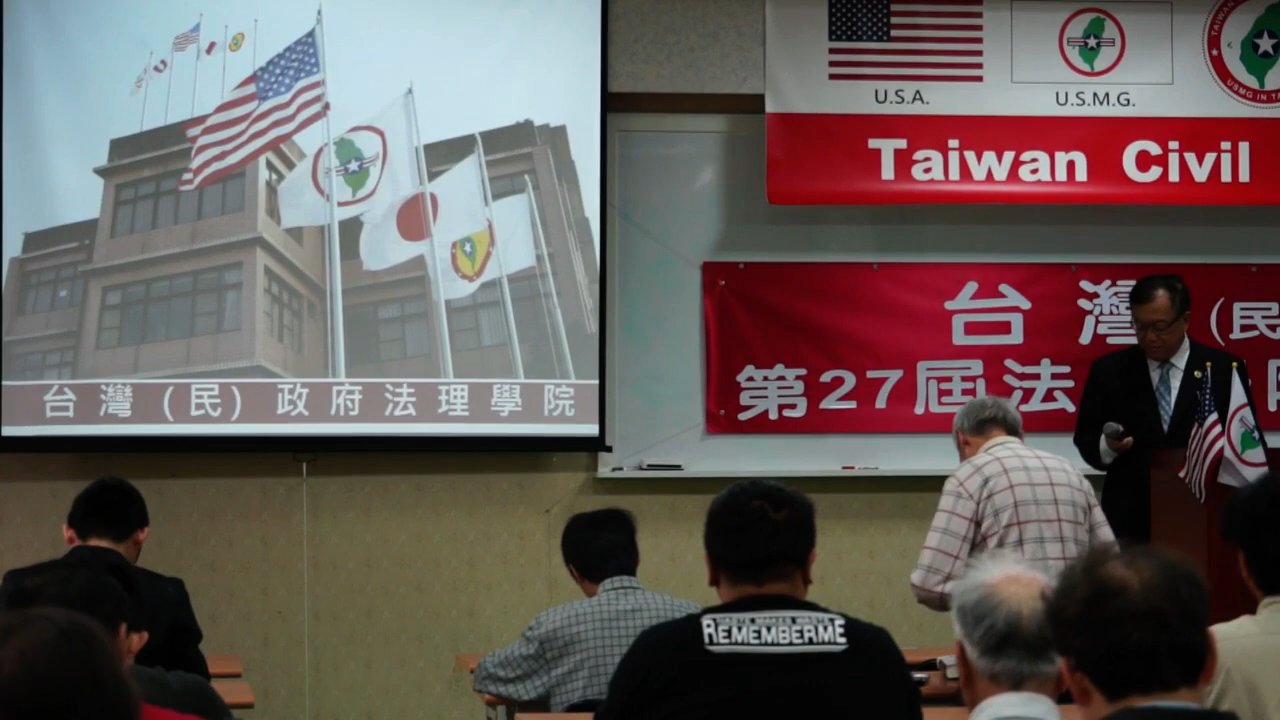 台灣(民)政府法理學院
U.S.A.
U.S.M.G.
Taiwan Civil
台灣(民
第27屆法
REMEMBERME